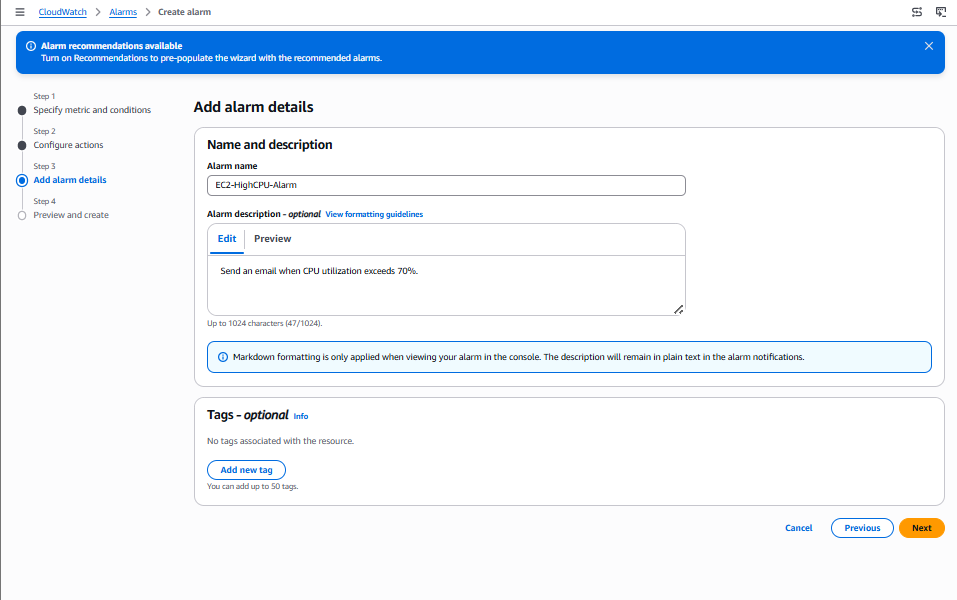 CloudWatch > Alarms > Create alarm
Alarm recommendations available
Turn on Recommendations to pre-populate the wizard with the recommended alarms.
Step 1
Specify metric and conditions
Step 2
Configure actions
Step 3
Add alarm details
Step 4
Preview and create
Add alarm details
Name and description
Alarm name
EC2-HighCPU-Alarm
Alarm description - optional View formatting guidelines
Edit Preview
Send an email when CPU utilization exceeds 70%.
Up to 1024 characters (47/1024).
Markdown formatting is only applied when viewing your alarm in the console. The description will remain in plain text in the alarm notifications.
Tags - optional Info
No tags associated with the resource.
Add new tag
You can add up to 50 tags.
Cancel Previous Next